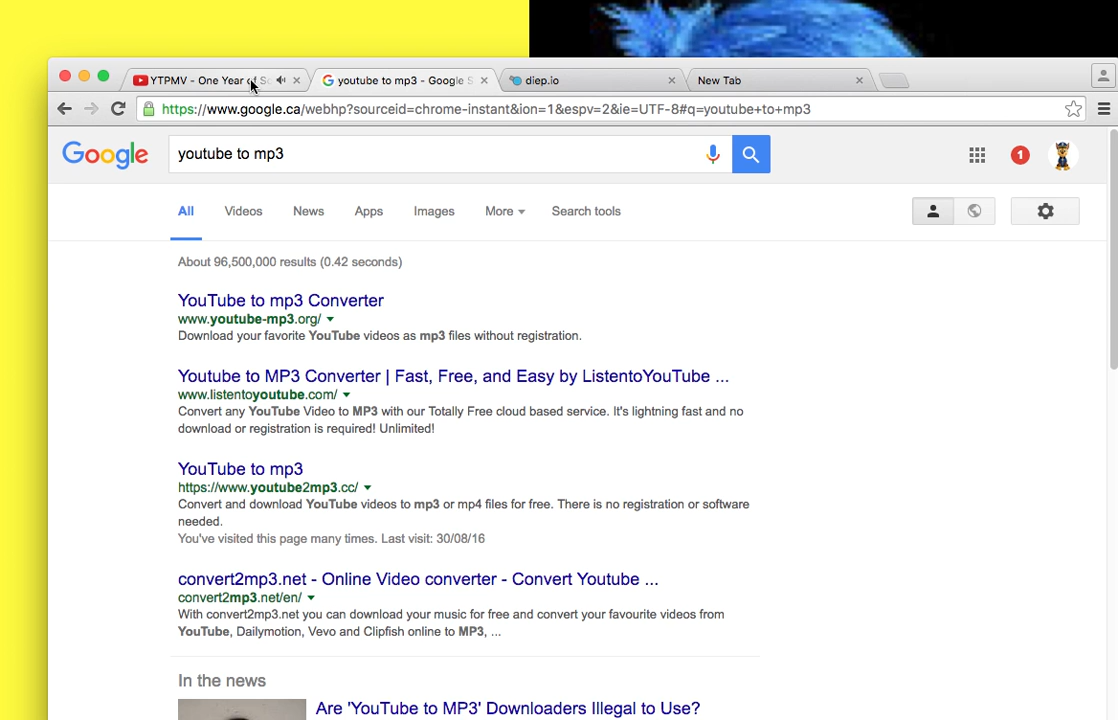 YTPMV - One Year of So
youtube to mp3 - Google S
diep.io
New Tab
https://www.google.ca/webhp?sourceid=chrome-instant&ion=1&espv=2&ie=UTF-8#q=youtube+to+mp3
Google
youtube to mp3
1
All
Videos
News
Apps
Images
More
Search tools
About 96,500,000 results (0.42 seconds)
YouTube to mp3 Converter
www.youtube-mp3.org/
Download your favorite YouTube videos as mp3 files without registration.
Youtube to MP3 Converter | Fast, Free, and Easy by ListentoYouTube ...
www.listentoyoutube.com/
Convert any YouTube Video to MP3 with our Totally Free cloud based service. It's lightning fast and no
download or registration is required! Unlimited!
YouTube to mp3
https://www.youtube2mp3.cc/
Convert and download YouTube videos to mp3 or mp4 files for free. There is no registration or software
needed.
You've visited this page many times. Last visit: 30/08/16
convert2mp3.net - Online Video converter - Convert Youtube ...
convert2mp3.net/en/
With convert2mp3.net you can download your music for free and convert your favourite videos from
YouTube, Dailymotion, Vevo and Clipfish online to MP3, ...
In the news
Are 'YouTube to MP3' Downloaders Illegal to Use?